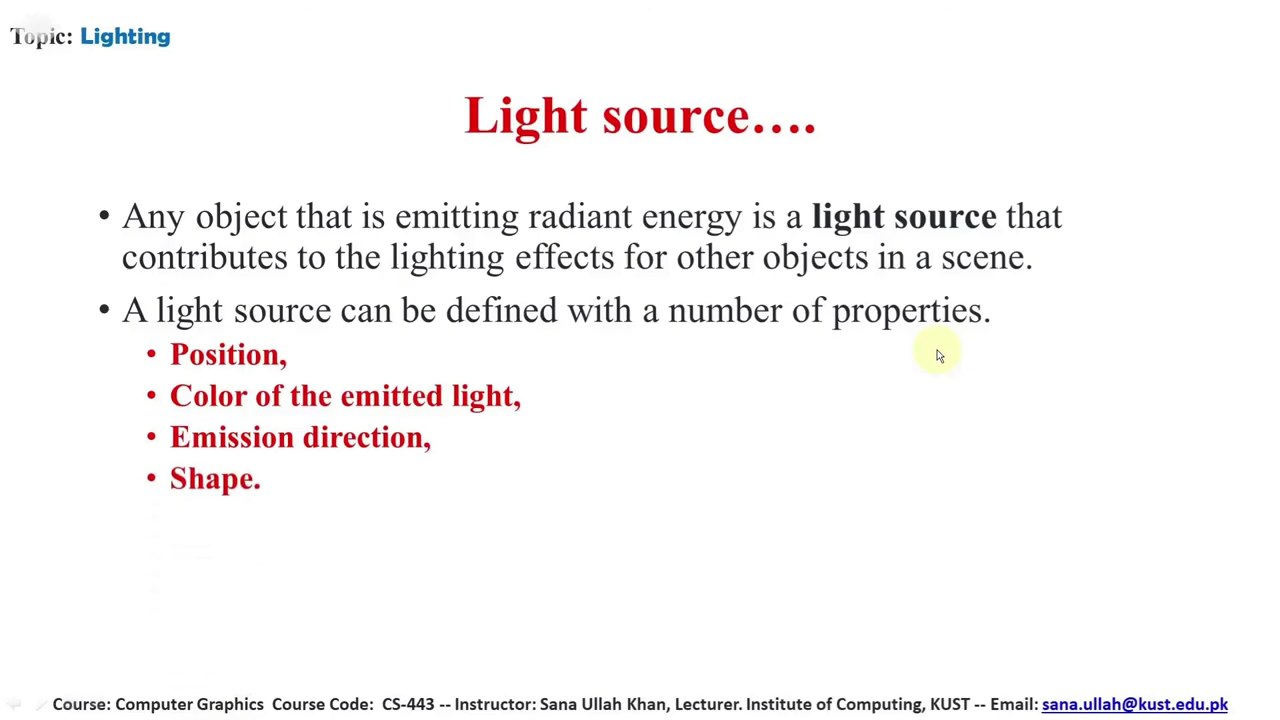 Topic: Lighting
Light source….
• Any object that is emitting radiant energy is a light source that
contributes to the lighting effects for other objects in a scene.
• A light source can be defined with a number of properties.
• Position,
• Color of the emitted light,
• Emission direction,
• Shape.
Course: Computer Graphics Course Code: CS-443 -- Instructor: Sana Ullah Khan, Lecturer. Institute of Computing, KUST -- Email: sana.ullah@kust.edu.pk